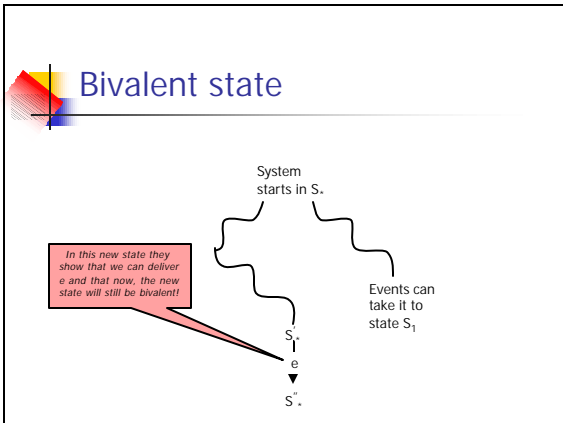 Bivalent state
System
starts in S*
In this new state they
show that we can deliver
e and that now, the new
state will still be bivalent!
Events can
take it to
state S1
S'*
e
S''*